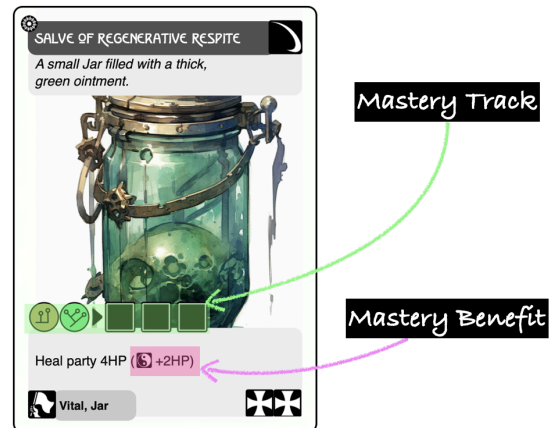 SALVE OF REGENERATIVE RESPITE
A small Jar filled with a thick,
green ointment.
Mastery Track
Mastery Benefit
Heal party 4HP (☯ +2HP)
Vital, Jar